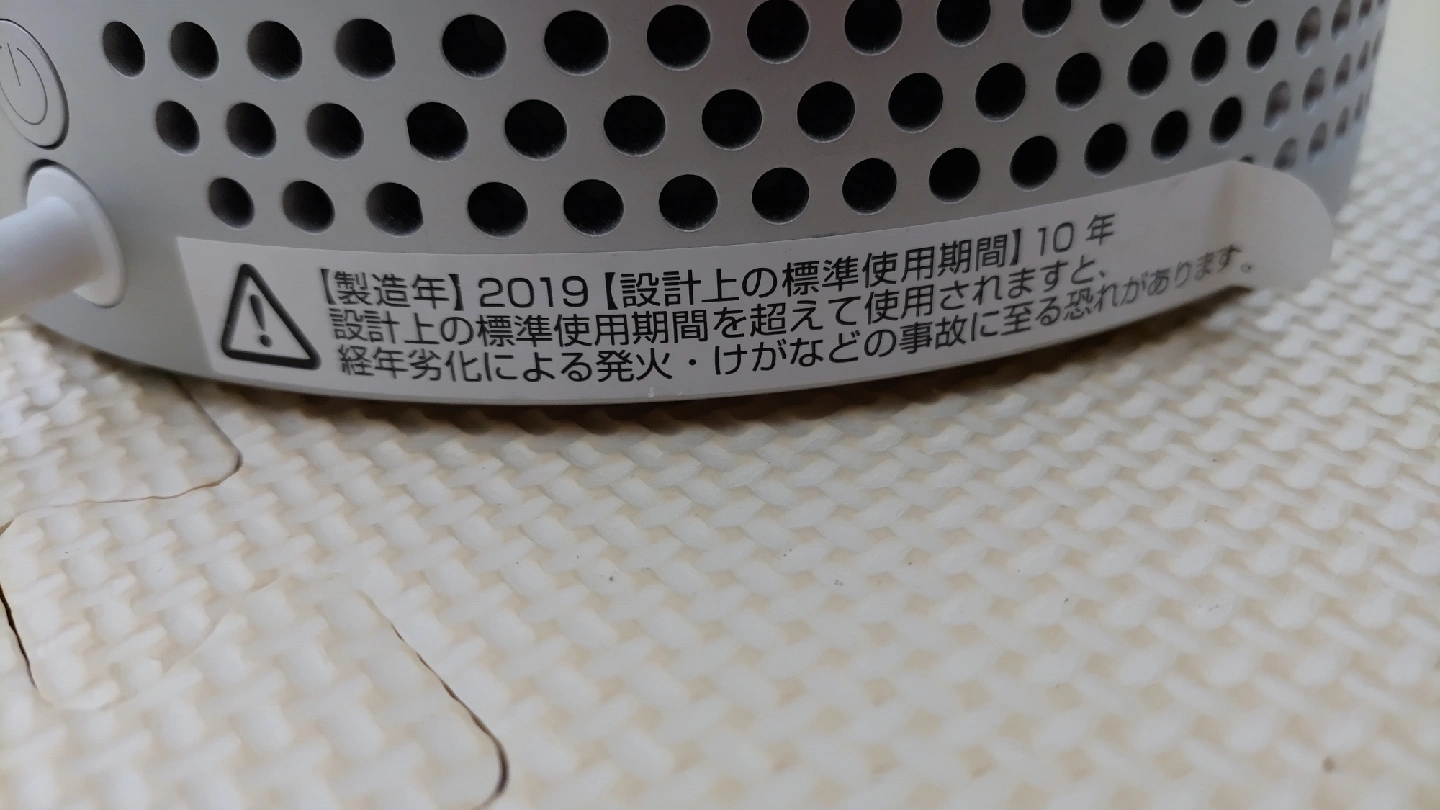 【製造年】2019【設計上の標準使用期間】10年
設計上の標準使用期間を超えて使用されますと、
経年劣化による発火・けがなどの事故に至る恐れがあります。